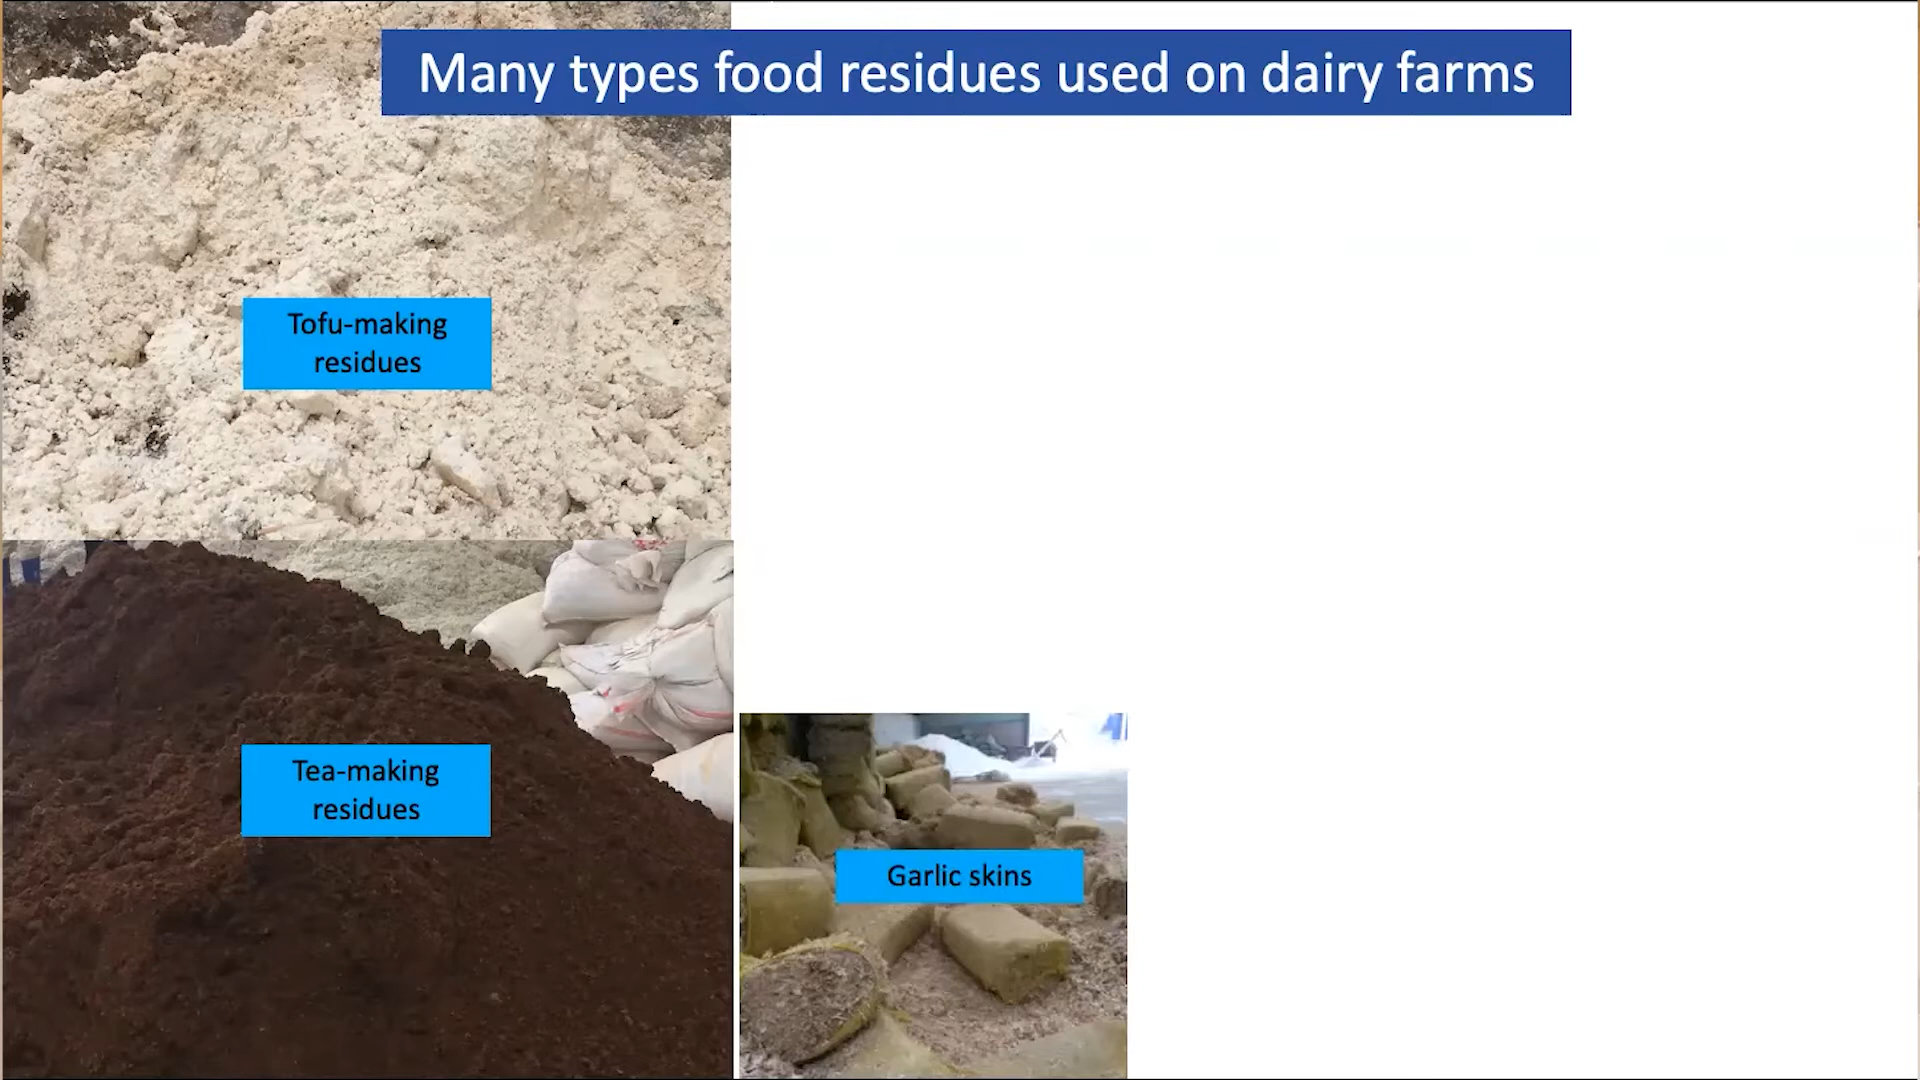 Many types food residues used on dairy farms
Tofu-making
residues
Tea-making
residues
Garlic skins